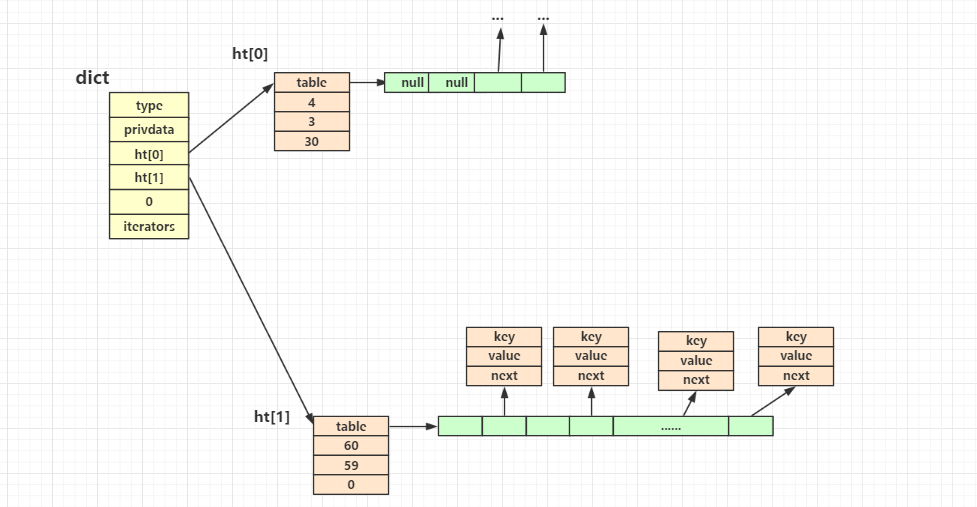 ... ...
ht[0]
dict
table
null null
4
3
30
type
privdata
ht[0]
ht[1]
0
iterators
key key key key
value value value value
next next next next
ht[1]
table
......
60
59
0